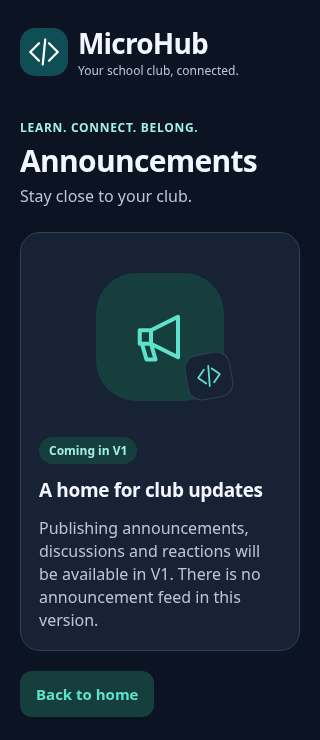 MicroHub
Your school club, connected.
LEARN. CONNECT. BELONG.
Announcements
Stay close to your club.
Coming in V1
A home for club updates
Publishing announcements,
discussions and reactions will
be available in V1. There is no
announcement feed in this
version.
Back to home